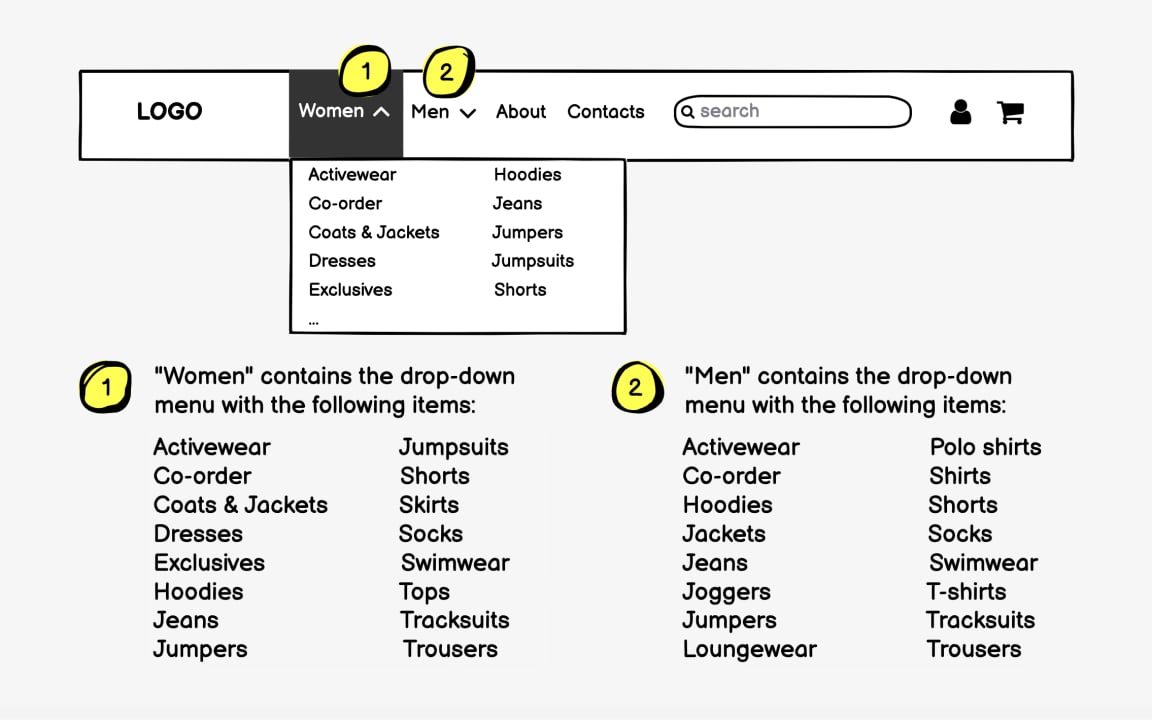 1
2
LOGO
Women
Men
About
Contacts
search
Activewear
Co-order
Coats & Jackets
Dresses
Exclusives
...
Hoodies
Jeans
Jumpers
Jumpsuits
Shorts
1
"Women" contains the drop-down
menu with the following items:
Activewear
Co-order
Coats & Jackets
Dresses
Exclusives
Hoodies
Jeans
Jumpers
Jumpsuits
Shorts
Skirts
Socks
Swimwear
Tops
Tracksuits
Trousers
2
"Men" contains the drop-down
menu with the following items:
Activewear
Co-order
Hoodies
Jackets
Jeans
Joggers
Jumpers
Loungewear
Polo shirts
Shirts
Shorts
Socks
Swimwear
T-shirts
Tracksuits
Trousers